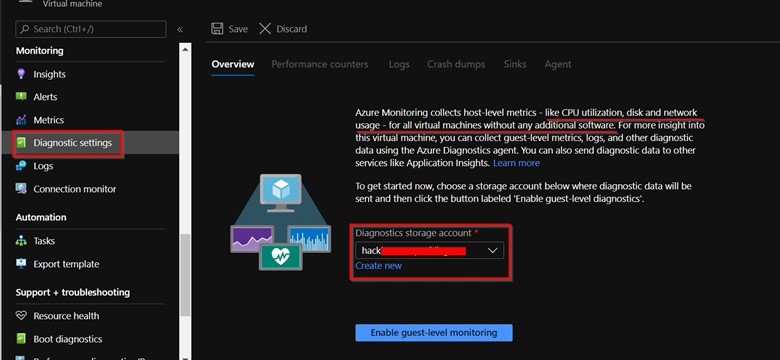 Virtual machine
Search (Ctrl+/)
«
Save
Discard
Monitoring
Insights
Alerts
Metrics
Diagnostic settings
Logs
Connection monitor
Automation
Tasks
Export template
Support + troubleshooting
Resource health
Boot diagnostics
Overview
Performance counters
Logs
Crash dumps
Sinks
Agent
Azure Monitoring collects host-level metrics - like CPU utilization, disk and network
usage - for all virtual machines without any additional software. For more insight into
this virtual machine, you can collect guest-level metrics, logs, and other diagnostic
data using the Azure Diagnostics agent. You can also send diagnostic data to other
services like Application Insights. Learn more
To get started now, choose a storage account below where diagnostic data will be
sent and then click the button labeled 'Enable guest-level diagnostics'.
Diagnostics storage account *
Create new
Enable guest-level monitoring